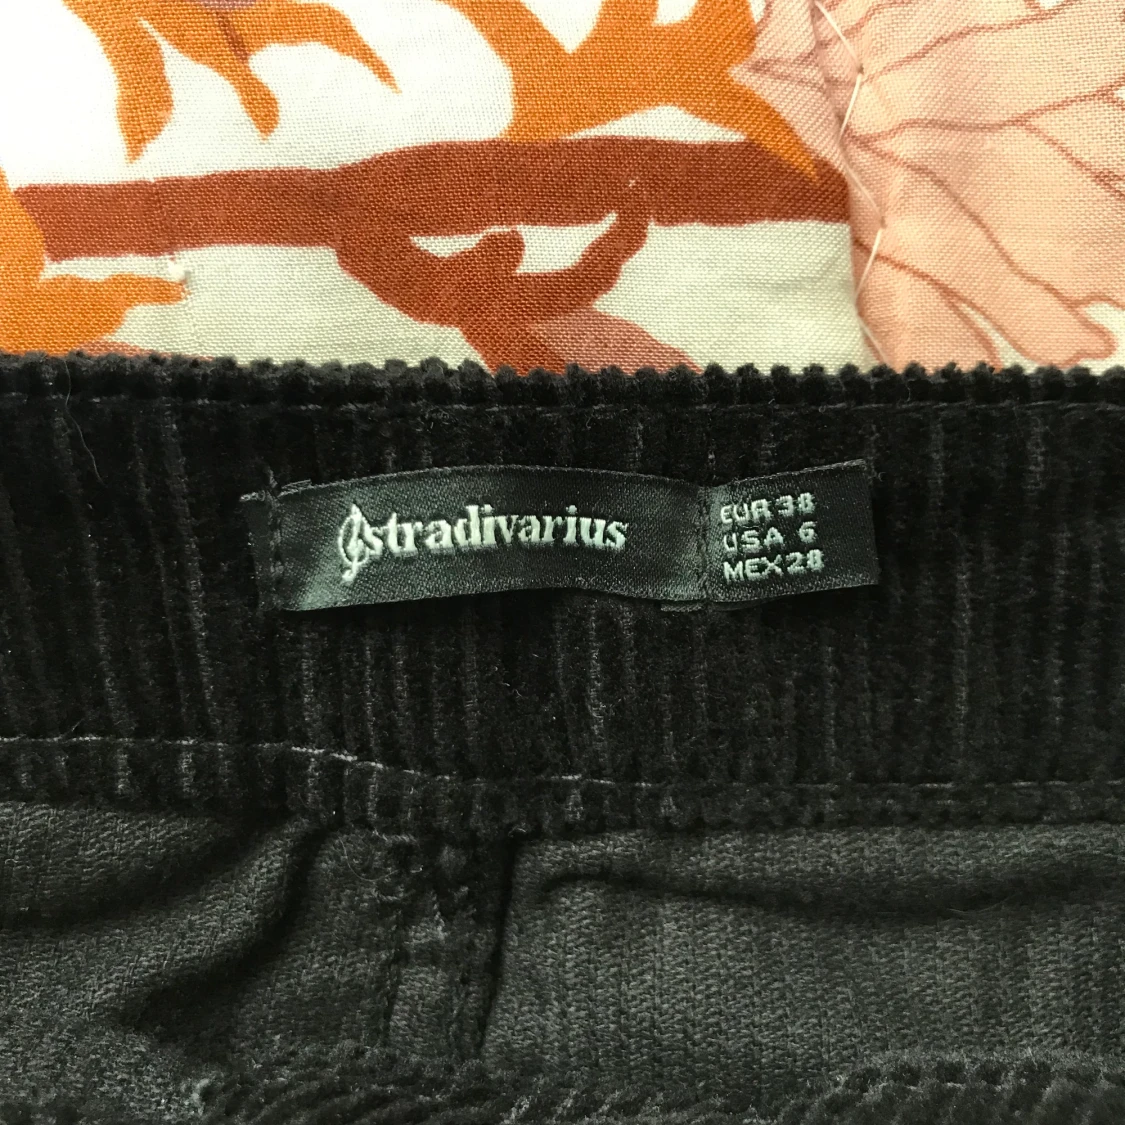 stradivarius
EUR 38
USA 6
MEX 28